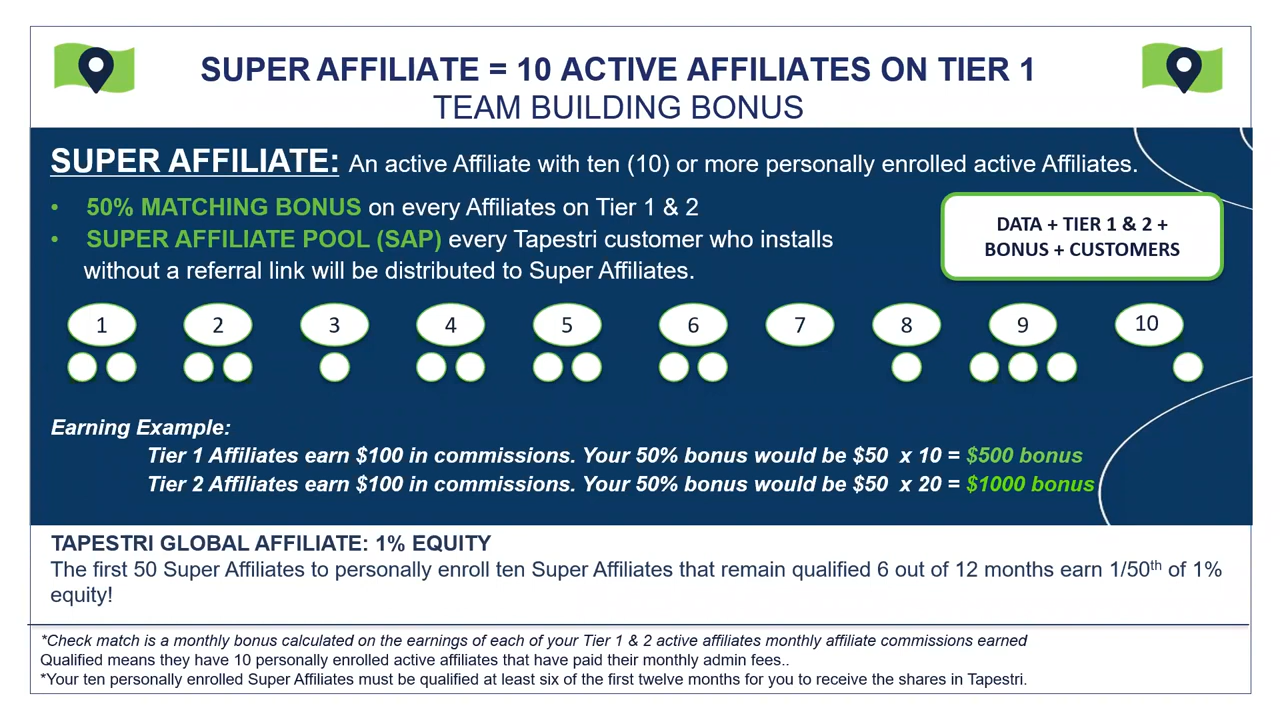 SUPER AFFILIATE = 10 ACTIVE AFFILIATES ON TIER 1
TEAM BUILDING BONUS
SUPER AFFILIATE: An active Affiliate with ten (10) or more personally enrolled active Affiliates.
• 50% MATCHING BONUS on every Affiliates on Tier 1 & 2
• SUPER AFFILIATE POOL (SAP) every Tapestri customer who installs
without a referral link will be distributed to Super Affiliates.
DATA + TIER 1 & 2 +
BONUS + CUSTOMERS
1 2 3 4 5 6 7 8 9 10
Earning Example:
Tier 1 Affiliates earn $100 in commissions. Your 50% bonus would be $50 x 10 = $500 bonus
Tier 2 Affiliates earn $100 in commissions. Your 50% bonus would be $50 x 20 = $1000 bonus
TAPESTRI GLOBAL AFFILIATE: 1% EQUITY
The first 50 Super Affiliates to personally enroll ten Super Affiliates that remain qualified 6 out of 12 months earn 1/50th of 1%
equity!
*Check match is a monthly bonus calculated on the earnings of each of your Tier 1 & 2 active affiliates monthly affiliate commissions earned
Qualified means they have 10 personally enrolled active affiliates that have paid their monthly admin fees..
*Your ten personally enrolled Super Affiliates must be qualified at least six of the first twelve months for you to receive the shares in Tapestri.